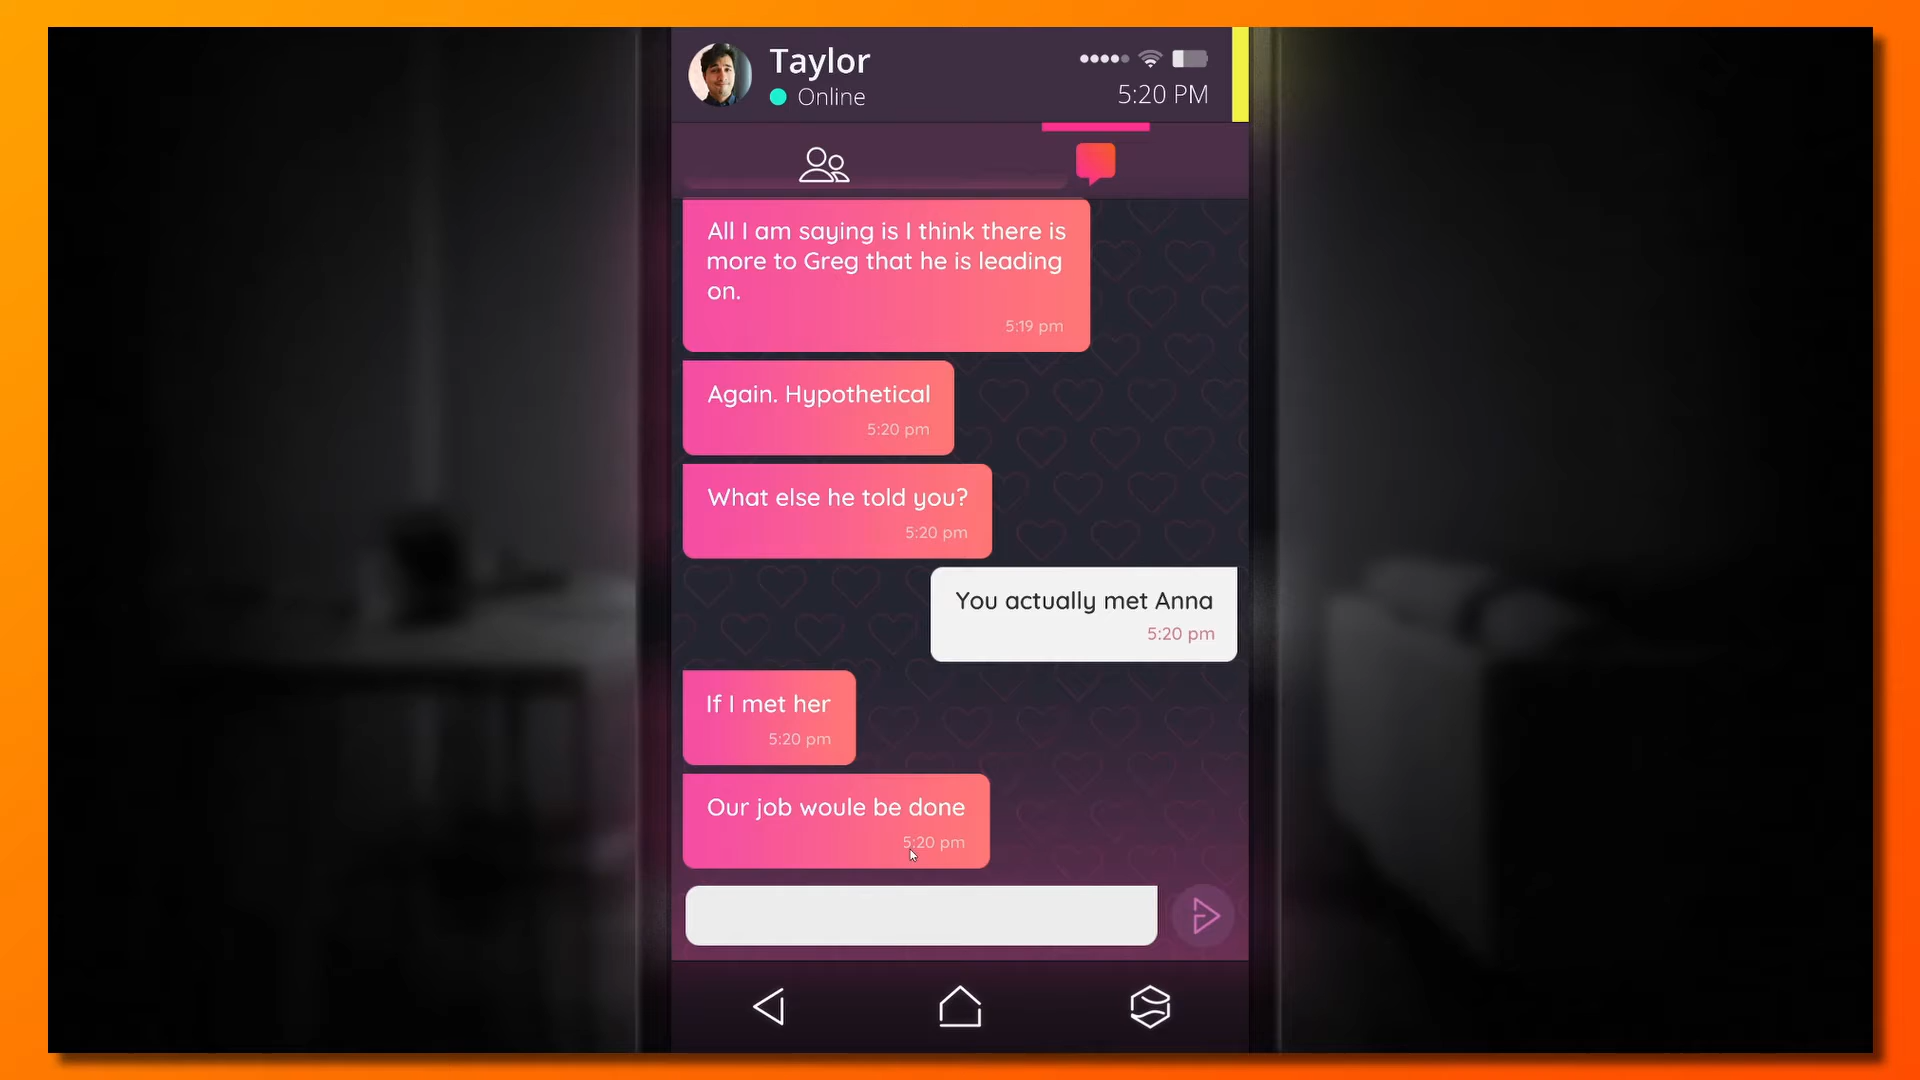 Taylor
Online
5:20 PM
All I am saying is I think there is
more to Greg that he is leading
on.
5:19 pm
Again. Hypothetical
5:20 pm
What else he told you?
5:20 pm
You actually met Anna
5:20 pm
If I met her
5:20 pm
Our job woule be done
5:20 pm